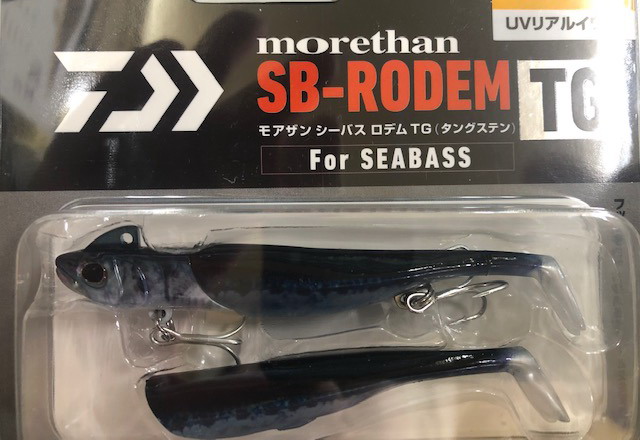 UVリアルイ
morethan
SB-RODEM TG
モアザン シーバス ロデム TG (タングステン)
For SEABASS